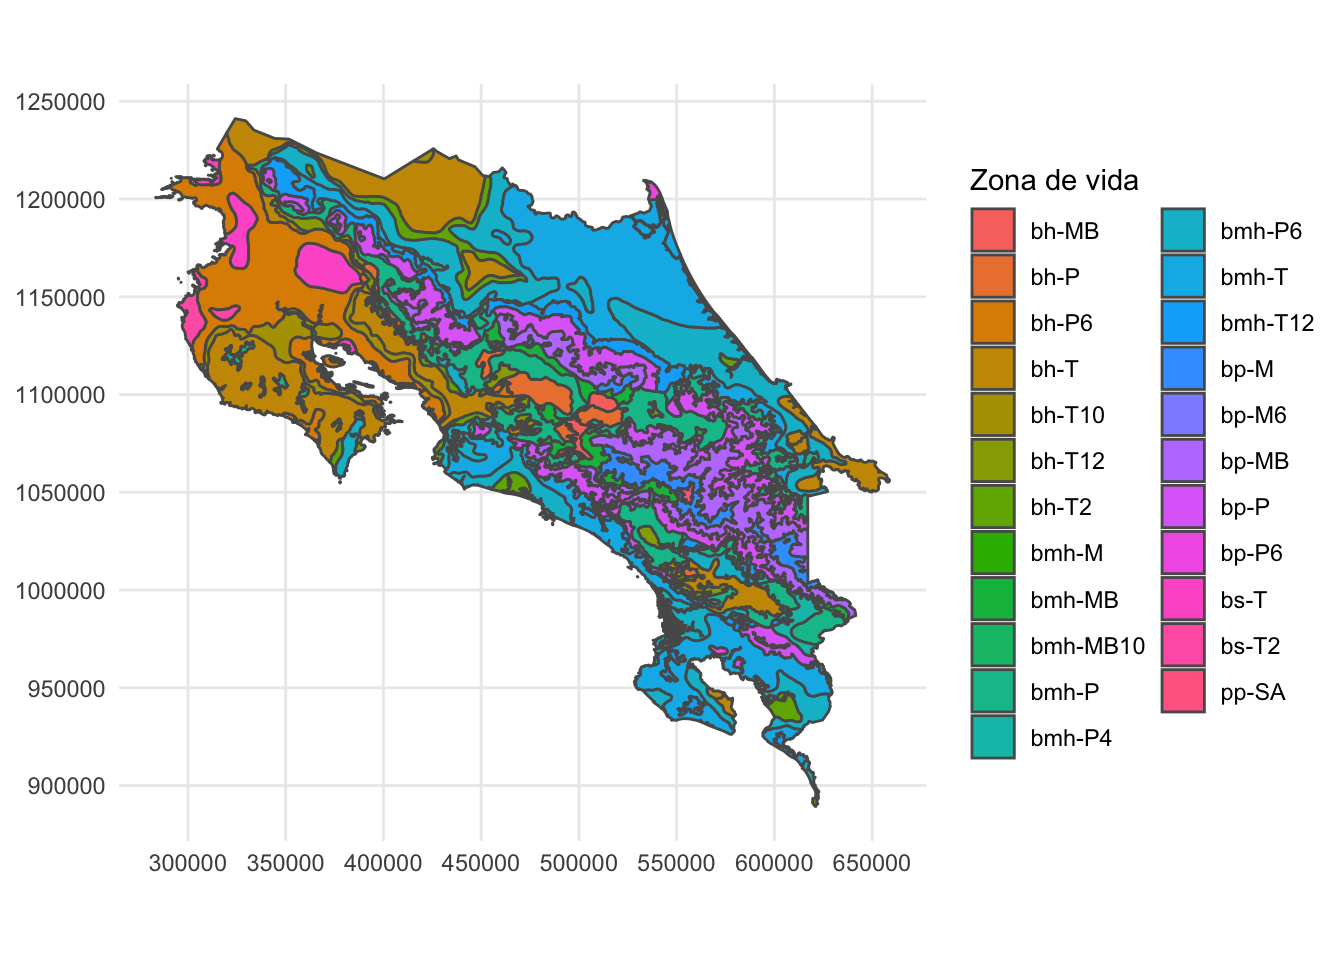 1250000
1200000
1150000
1100000
1050000
1000000
950000
900000
300000 350000 400000 450000 500000 550000 600000 650000
Zona de vida
bh-MB
bh-P
bh-P6
bh-T
bh-T10
bh-T12
bh-T2
bmh-M
bmh-MB
bmh-MB10
bmh-P
bmh-P4
bmh-P6
bmh-T
bmh-T12
bp-M
bp-M6
bp-MB
bp-P
bp-P6
bs-T
bs-T2
pp-SA